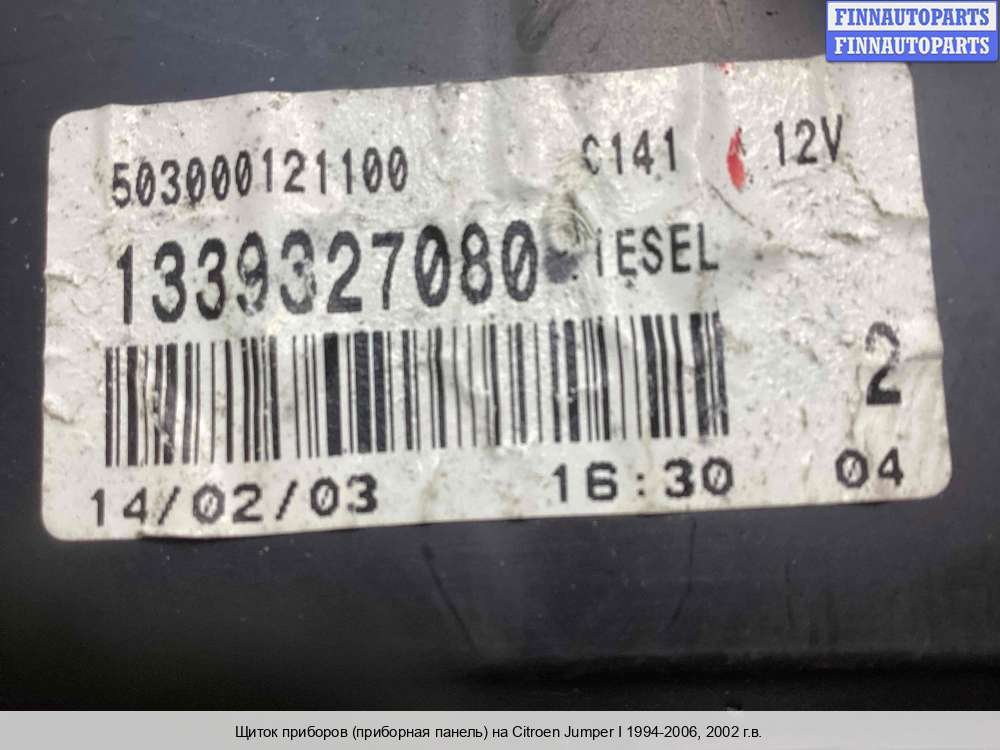 FINNAUTOPARTS
FINNAUTOPARTS
503000121100 C141 12V
1339327080 DIESEL
2
14/02/03 16:30 04
Щиток приборов (приборная панель) на Citroen Jumper I 1994-2006, 2002 г.в.